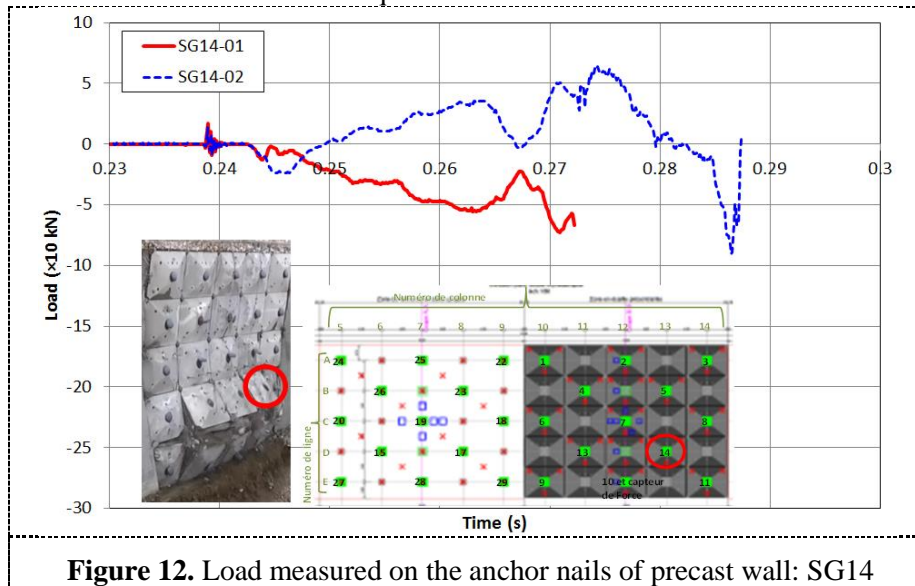 10
SG14-01
SG14-02
5
0
0.23 0.24 0.25 0.26 0.27 0.28 0.29 0.3
-5
-10
-15
-20
-25
-30
Load (×10 kN)
Numéro de colonne
5 6 7 8 9 10 11 12 13 14
Numéro de ligne
A 24 25 22 1 2 3
B 26 23 4 5
C 20 19 18 6 7 8
D 15 17 13 14
E 27 28 29 9 10 et capteur de Force 11
Time (s)
Figure 12. Load measured on the anchor nails of precast wall: SG14